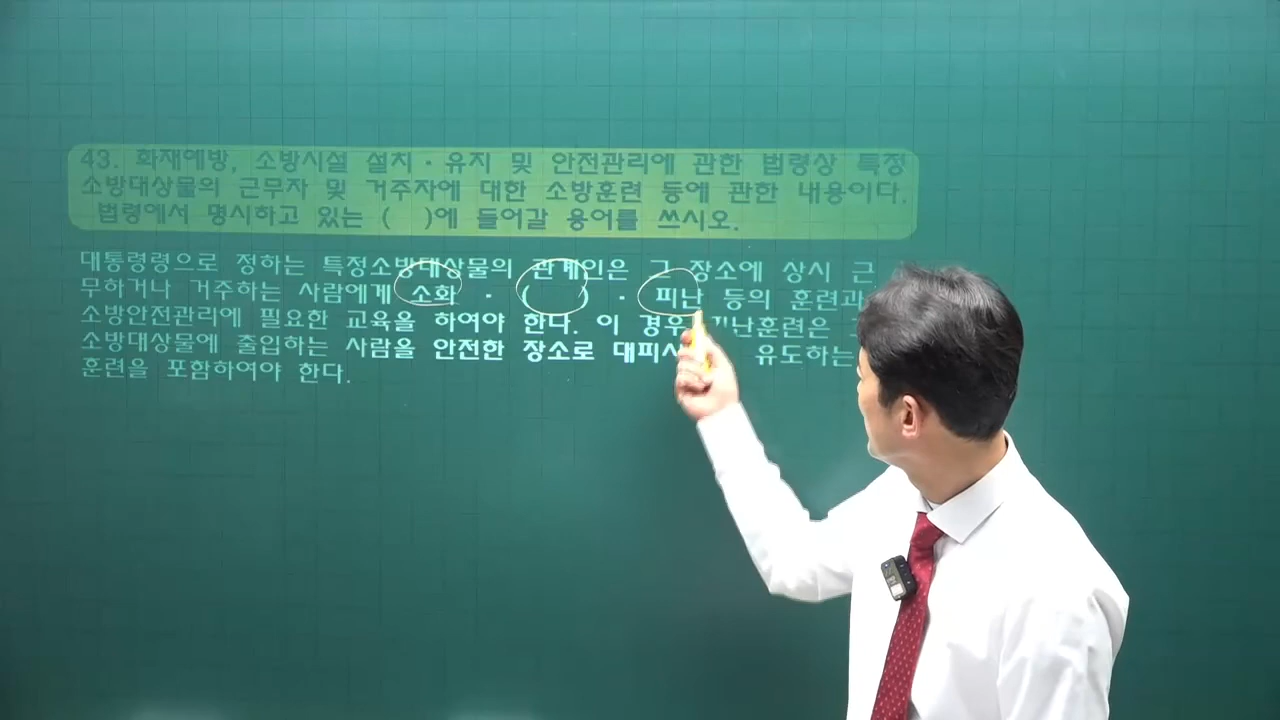 43. 화재예방, 소방시설 설치·유지 및 안전관리에 관한 법령상 특정
소방대상물의 근무자 및 거주자에 대한 소방훈련 등에 관한 내용이다.
법령에서 명시하고 있는 ( )에 들어갈 용어를 쓰시오.
대통령령으로 정하는 특정소방대상물의 관계인은 그 장소에 상시 근
무하거나 거주하는 사람에게 소화 · ( ) · 피난 등의 훈련과
소방안전관리에 필요한 교육을 하여야 한다. 이 경우 피난훈련은
소방대상물에 출입하는 사람을 안전한 장소로 유도하는
훈련을 포함하여야 한다.